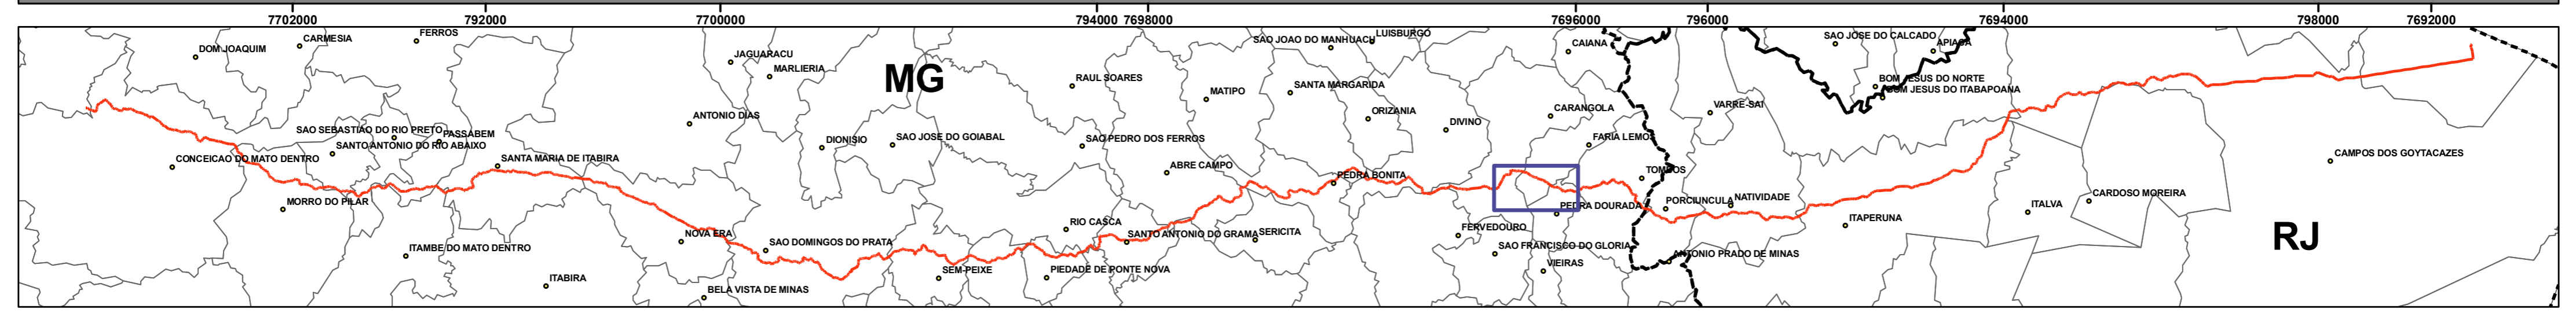 7702000 792000 7700000 794000 7698000 7696000 796000 7694000 798000 7692000
DOM JOAQUIM
CARMESIA
FERROS
JAGUARACU
MARLIERIA
MG
RAUL SOARES
SAO JOAO DO MANHUACU
LUISBURGO
CAIANA
SAO JOSE DO CALCADO
APIACA
MATIPO
SANTA MARGARIDA
BOM JESUS DO NORTE
BOM JESUS DO ITABAPOANA
ANTONIO DIAS
ORIZANIA
DIVINO
CARANGOLA
VARRE-SAI
SAO SEBASTIAO DO RIO PRETO
PASSABEM
SANTO ANTONIO DO RIO ABAIXO
DIONISIO
SAO JOSE DO GOIABAL
SAO PEDRO DOS FERROS
FARIA LEMOS
CONCEICAO DO MATO DENTRO
SANTA MARIA DE ITABIRA
ABRE CAMPO
PEDRA BONITA
TOMBOS
CAMPOS DOS GOYTACAZES
MORRO DO PILAR
PEDRA DOURADA
PORCIUNCULA
NATIVIDADE
CARDOSO MOREIRA
ITALVA
ITAPERUNA
RIO CASCA
NOVA ERA
SAO DOMINGOS DO PRATA
SANTO ANTONIO DO GRAMA
SERICITA
FERVEDOURO
RJ
ITAMBE DO MATO DENTRO
SAO FRANCISCO DO GLORIA
ANTONIO PRADO DE MINAS
ITABIRA
SEM-PEIXE
PIEDADE DE PONTE NOVA
VIEIRAS
BELA VISTA DE MINAS